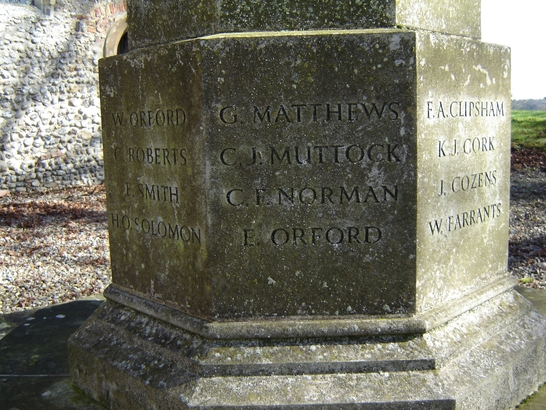 W. ORFORD
C. ROBERTS
F. SMITH
H.O. SOLOMON
G. MATTHEWS
C.J. MUTTOCK
C.F. NORMAN
E. ORFORD
F.A. CLIPSHAM
K.J. CORK
J. COZENS
W. FARRANTS